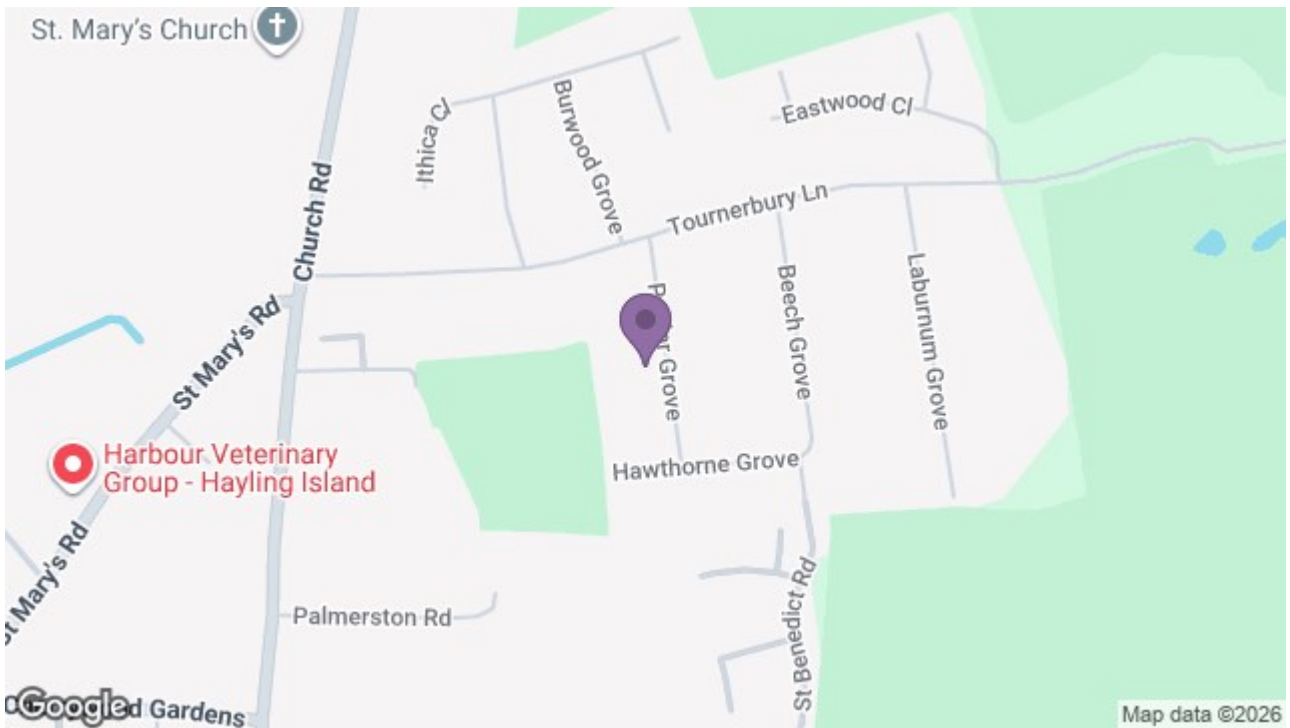 St. Mary's Church
Ithica Cl
Burwood Grove
Eastwood Cl
Church Rd
Tournerbury Ln
St Mary's Rd
Grove
Beech Grove
Laburnum Grove
Harbour Veterinary
Group - Hayling Island
Hawthorne Grove
St Mary's Rd
Palmerston Rd
St Benedict Rd
Google
Gardens
Map data ©2026